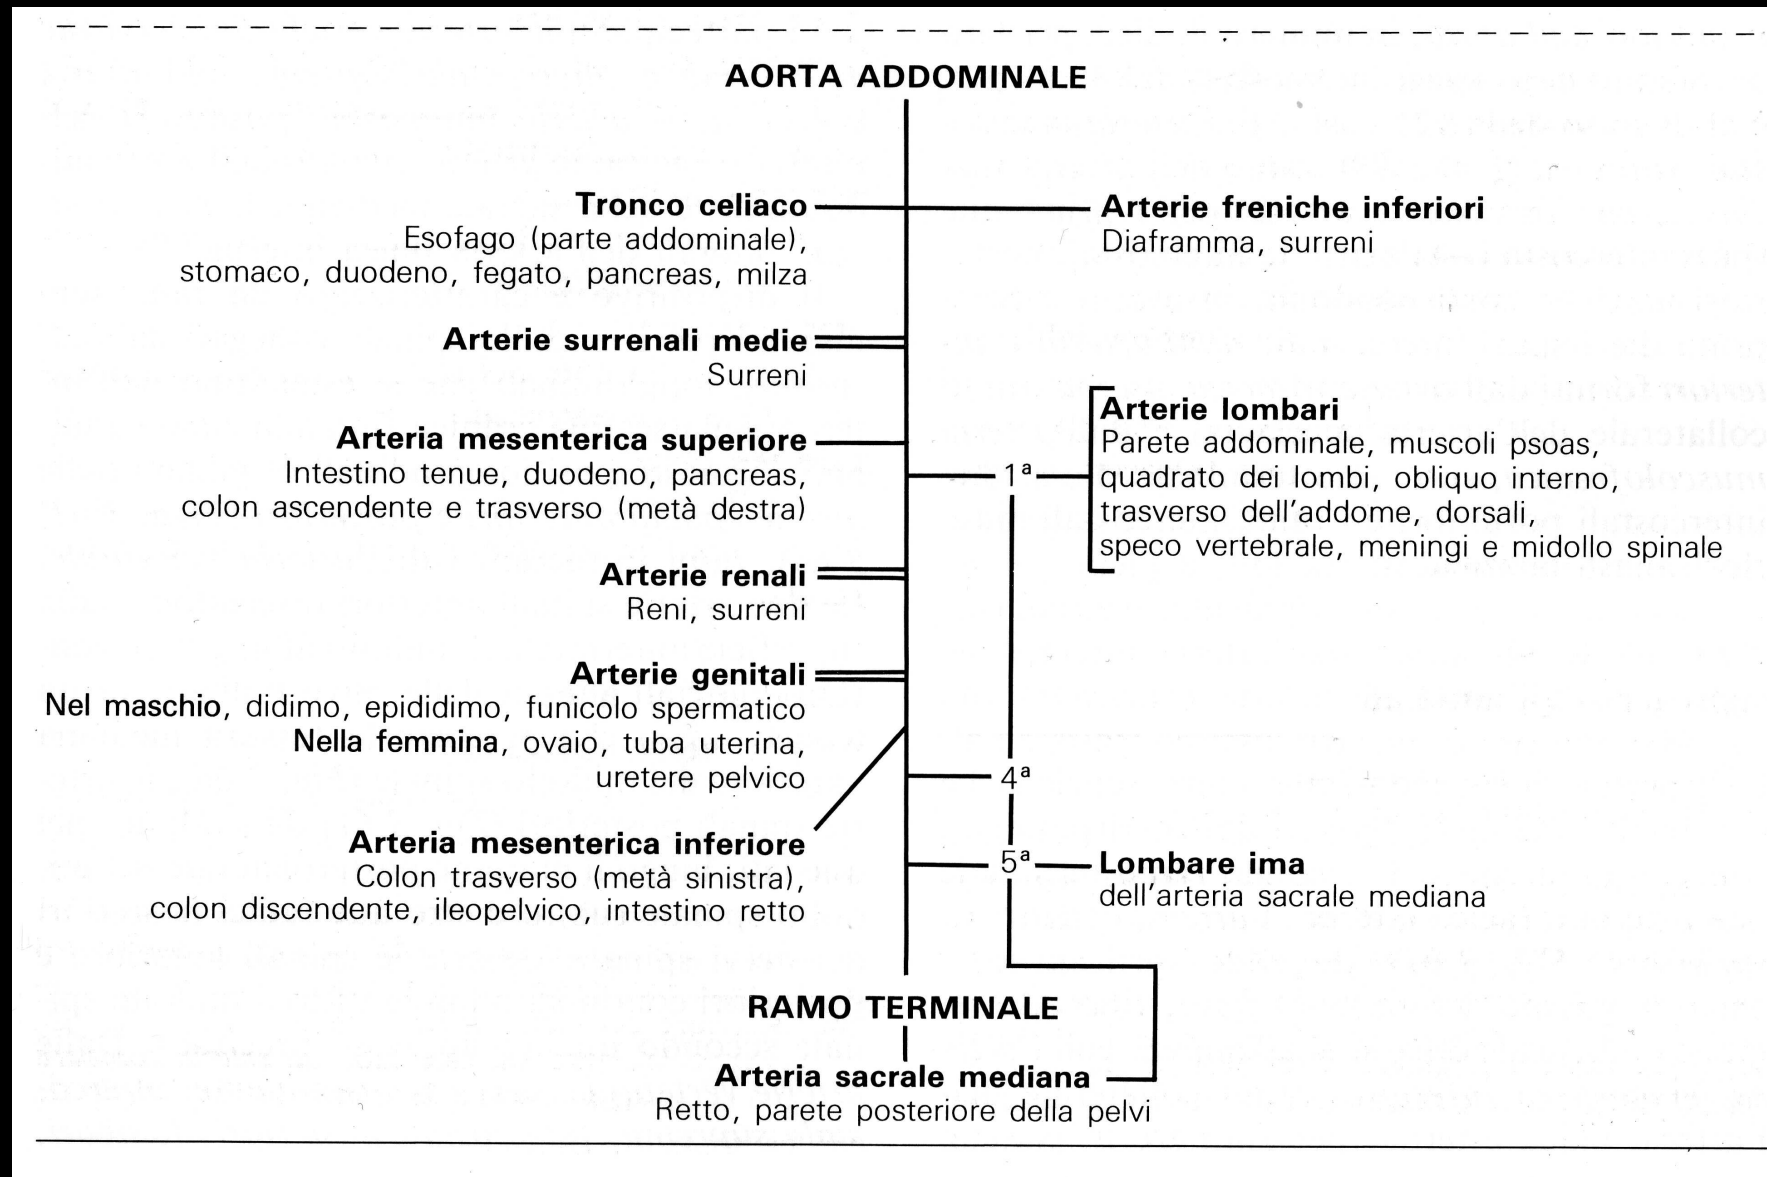 AORTA ADDOMINALE
Tronco celiaco
Esofago (parte addominale),
stomaco, duodeno, fegato, pancreas, milza
Arterie freniche inferiori
Diaframma, surreni
Arterie surrenali medie
Surreni
Arteria mesenterica superiore
Intestino tenue, duodeno, pancreas,
colon ascendente e trasverso (metà destra)
1ª
Arterie lombari
Parete addominale, muscoli psoas,
quadrato dei lombi, obliquo interno,
trasverso dell'addome, dorsali,
speco vertebrale, meningi e midollo spinale
Arterie renali
Reni, surreni
Arterie genitali
Nel maschio, didimo, epididimo, funicolo spermatico
Nella femmina, ovaio, tuba uterina,
uretere pelvico
4ª
Arteria mesenterica inferiore
Colon trasverso (metà sinistra),
colon discendente, ileopelvico, intestino retto
5ª
Lombare ima
dell'arteria sacrale mediana
RAMO TERMINALE
Arteria sacrale mediana
Retto, parete posteriore della pelvi